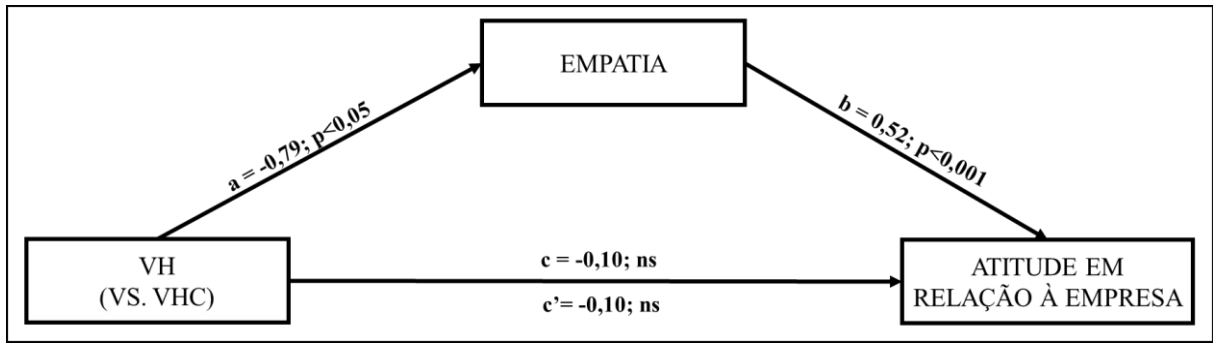 EMPATIA
a = -0,79; p<0,05
b = 0,52; p<0,001
VH
(VS. VHC)
c = -0,10; ns
c’= -0,10; ns
ATITUDE EM
RELAÇÃO À EMPRESA